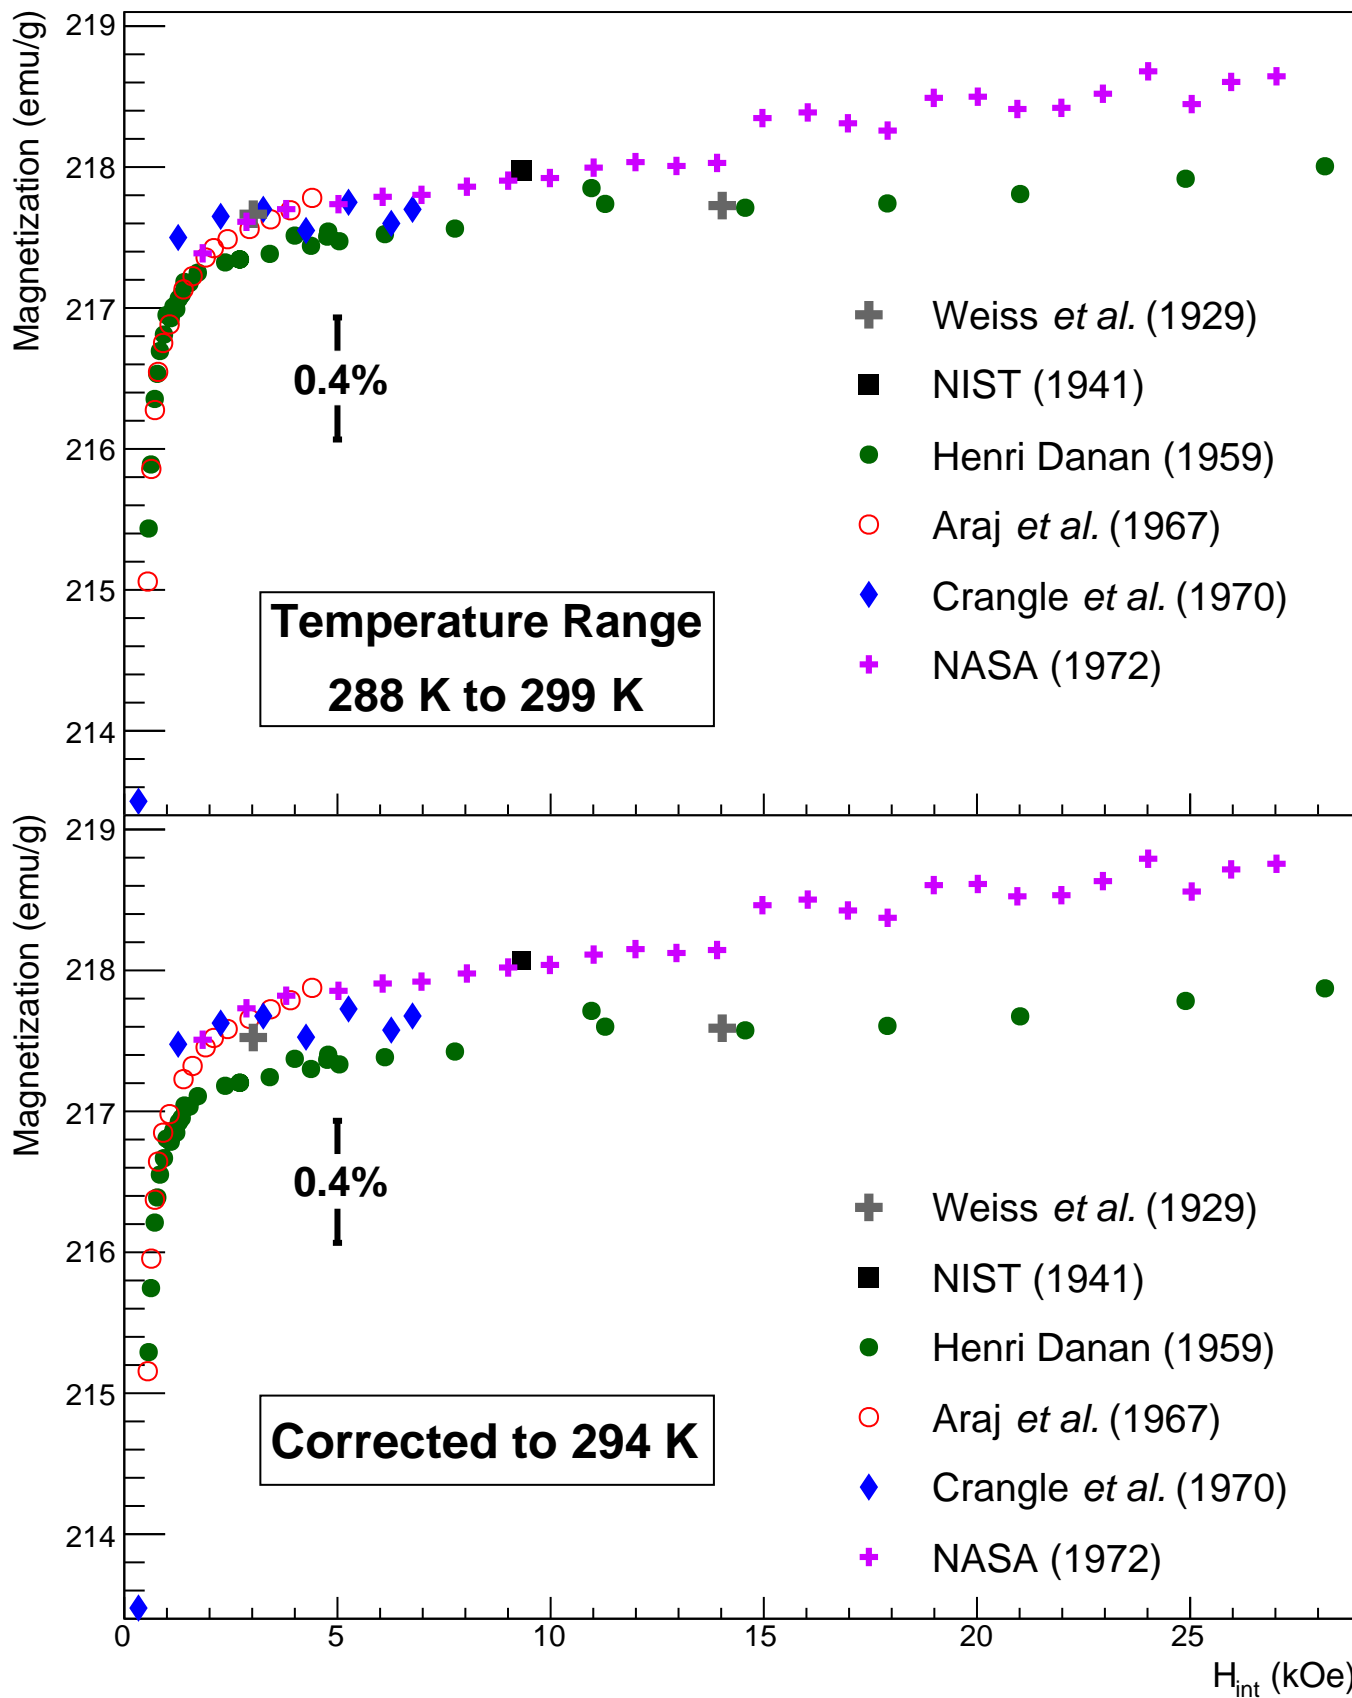 Magnetization (emu/g)
219
218
217
216
215
214
0.4%
Temperature Range
288 K to 299 K
Weiss et al. (1929)
NIST (1941)
Henri Danan (1959)
Araj et al. (1967)
Crangle et al. (1970)
NASA (1972)
Magnetization (emu/g)
219
218
217
216
215
214
0.4%
Corrected to 294 K
Weiss et al. (1929)
NIST (1941)
Henri Danan (1959)
Araj et al. (1967)
Crangle et al. (1970)
NASA (1972)
0 5 10 15 20 25
H_int (kOe)